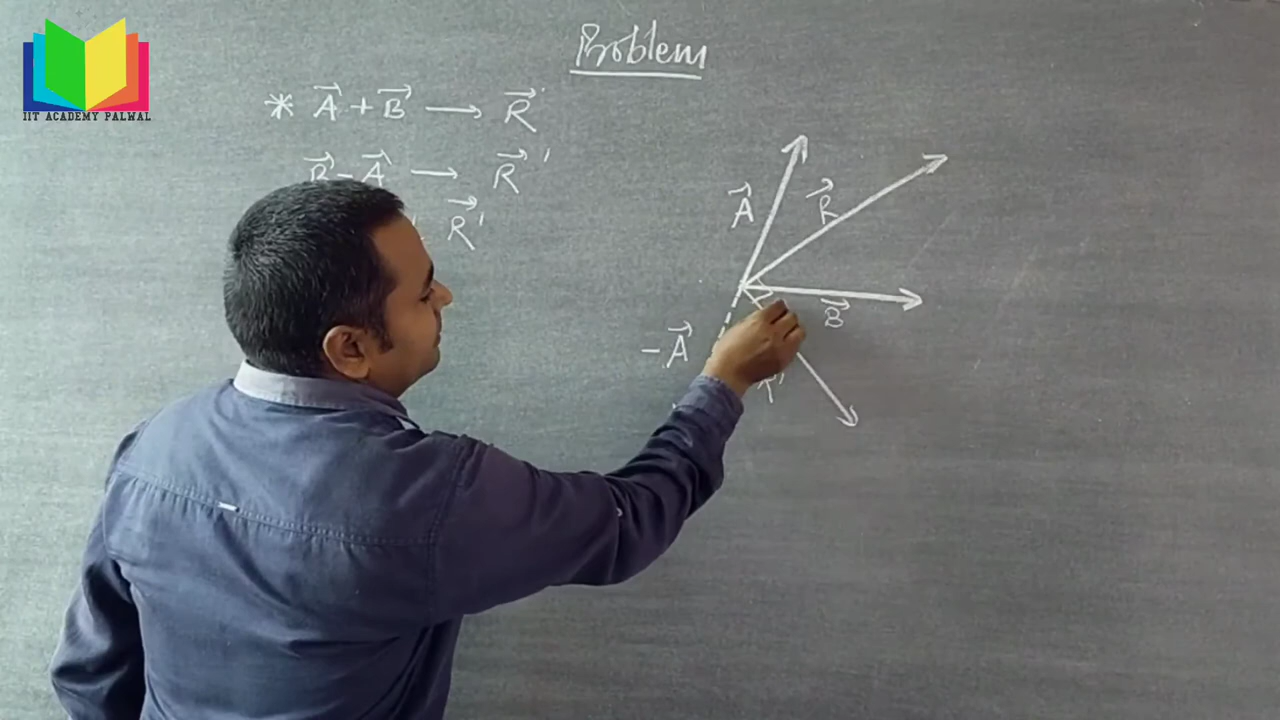 IIT ACADEMY PALWAL
Problem
* A⃗ + B⃗ → R⃗
B⃗ - A⃗ → R⃗'
R⃗'
A⃗
R⃗
B⃗
-A⃗